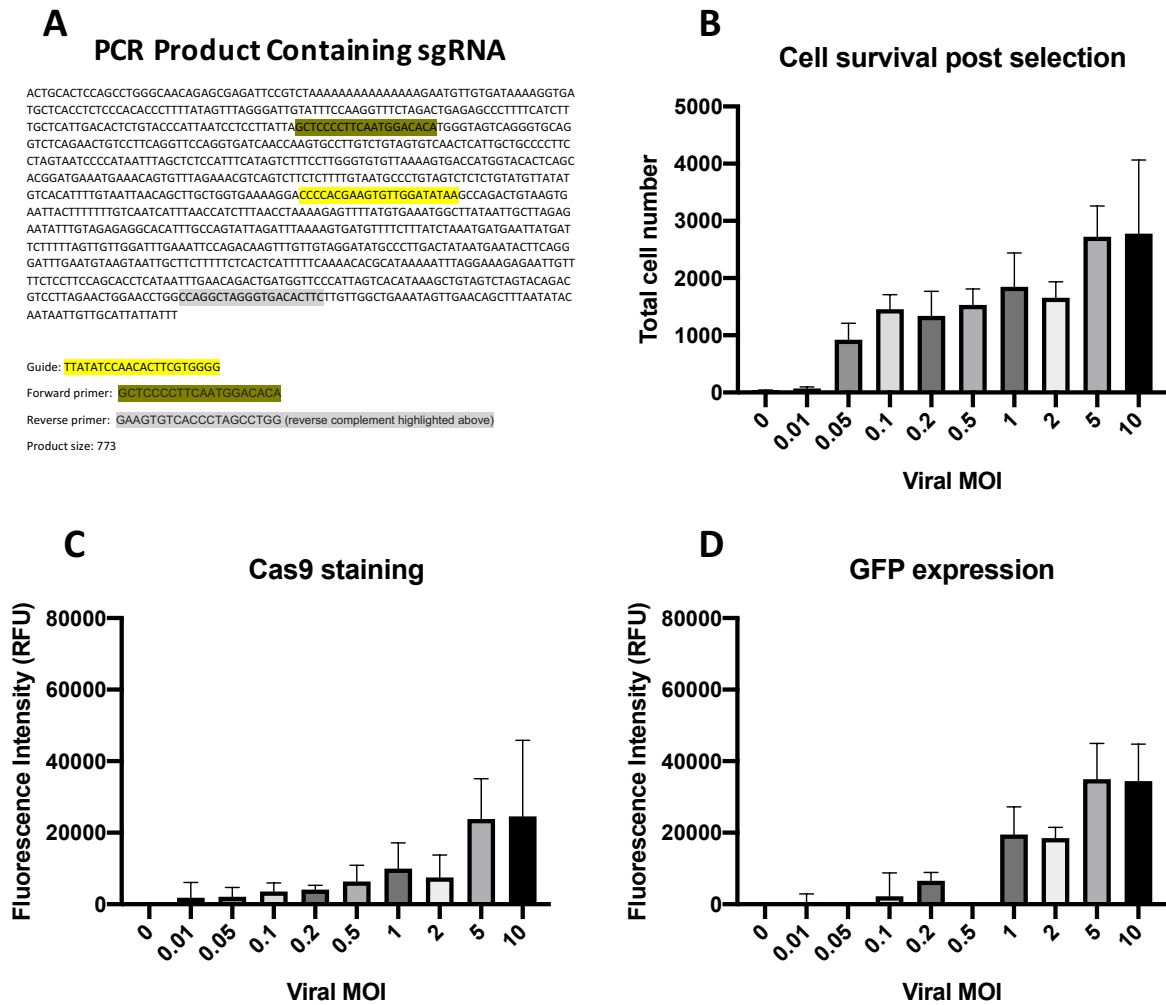 A
PCR Product Containing sgRNA
ACTGCACTCCAGCCTGGGCAACAGAGCGAGATTCCGTCTAAAAAAAAAAAAAAAAGAATGTTGTGATAAAAGGTGA
TGCTCACCTCTCCCACACCCTTTTATAGTTTAGGGATTGTATTTCCAAGGTTTCTAGACTGAGAGCCCTTTTCATCTT
TGCTCATTGACACTCTGTACCCATTAATCCTCCTTATTAGCTCCCCTTCAATGGACACATGGGTAGTCAGGGTGCAG
GTCTCAGAACTGTCCTTCAGGTTCCAGGTGATCAACCAAGTGCCTTGTCTGTAGTGTCAACTCATTGCTGCCCCTTC
CTAGTAATCCCCATAATTTAGCTCTCCATTTCATAGTCTTTCCTTGGGTGTGTTAAAAGTGACCATGGTACACTCAGC
ACGGATGAAATGAAACAGTGTTTAGAAACGTCAGTCTTCTCTTTTGTAATGCCCTGTAGTCTCTCTGTATGTTATAT
GTCACATTTTGTAATTAACAGCTTGCTGGTGAAAAGGACCCCACGAAGTGTTGGATATAAGCCAGACTGTAAGTG
AATTACTTTTTTTGTCAATCATTTAACCATCTTTAACCTAAAAGAGTTTTATGTGAAATGGCTTATAATTGCTTAGAG
AATATTTGTAGAGAGGCACATTTGCCAGTATTAGATTTAAAAGTGATGTTTTCTTTATCTAAATGATGAATTATGAT
TCTTTTTAGTTGTTGGATTTGAAATTCCAGACAAGTTTGTTGTAGGATATGCCCTTGACTATAATGAATACTTCAGG
GATTTGAATGTAAGTAATTGCTTCTTTTTCTCACTCATTTTTCAAAACACGCATAAAAATTTAGGAAAGAGAATTGTT
TTCTCCTTCCAGCACCTCATAATTTGAACAGACTGATGGTTCCCATTAGTCACATAAAGCTGTAGTCTAGTACAGAC
GTCCTTAGAACTGGAACCTGGCCAGGCTAGGGTGACACTTCTTGTTGGCTGAAATAGTTGAACAGCTTTAATATAC
AATAATTGTTGCATTATTATTT
Guide: TTATATCCAACACTTCGTGGGG
Forward primer: GCTCCCCTTCAATGGACACA
Reverse primer: GAAGTGTCACCCTAGCCTGG (reverse complement highlighted above)
Product size: 773
B
Cell survival post selection
Total cell number
5000
4000
3000
2000
1000
0
0 0.01 0.05 0.1 0.2 0.5 1 2 5 10
Viral MOI
C
Cas9 staining
Fluorescence Intensity (RFU)
80000
60000
40000
20000
0
0 0.01 0.05 0.1 0.2 0.5 1 2 5 10
Viral MOI
D
GFP expression
Fluorescence Intensity (RFU)
80000
60000
40000
20000
0
0 0.01 0.05 0.1 0.2 0.5 1 2 5 10
Viral MOI